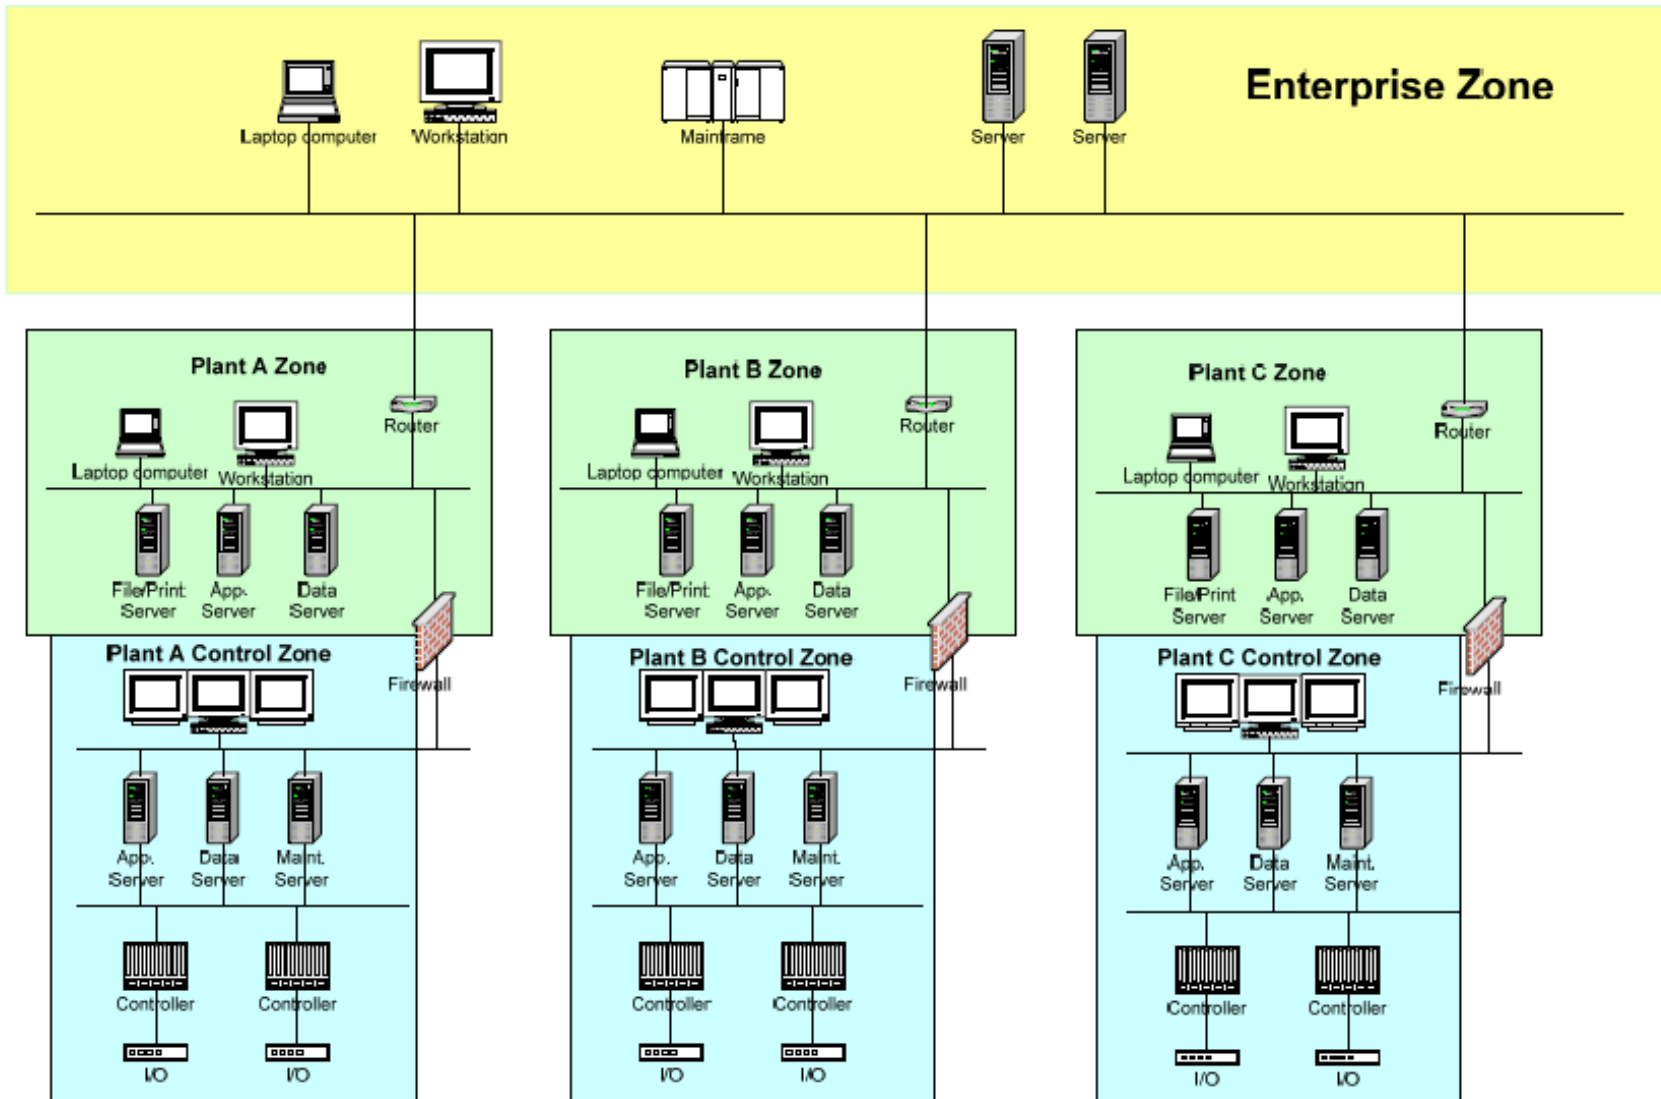 Enterprise Zone
Laptop computer
Workstation
Mainframe
Server
Server
Plant A Zone
Router
Laptop computer
Workstation
File/Print
Server
App.
Server
Data
Server
Plant A Control Zone
Firewall
App.
Server
Data
Server
Maint.
Server
Controller
Controller
I/O
I/O
Plant B Zone
Router
Laptop computer
Workstation
File/Print
Server
App.
Server
Data
Server
Plant B Control Zone
Firewall
App.
Server
Data
Server
Maint.
Server
Controller
Controller
I/O
I/O
Plant C Zone
Router
Laptop computer
Workstation
File/Print
Server
App.
Server
Data
Server
Plant C Control Zone
Firewall
App.
Server
Data
Server
Maint.
Server
Controller
Controller
I/O
I/O